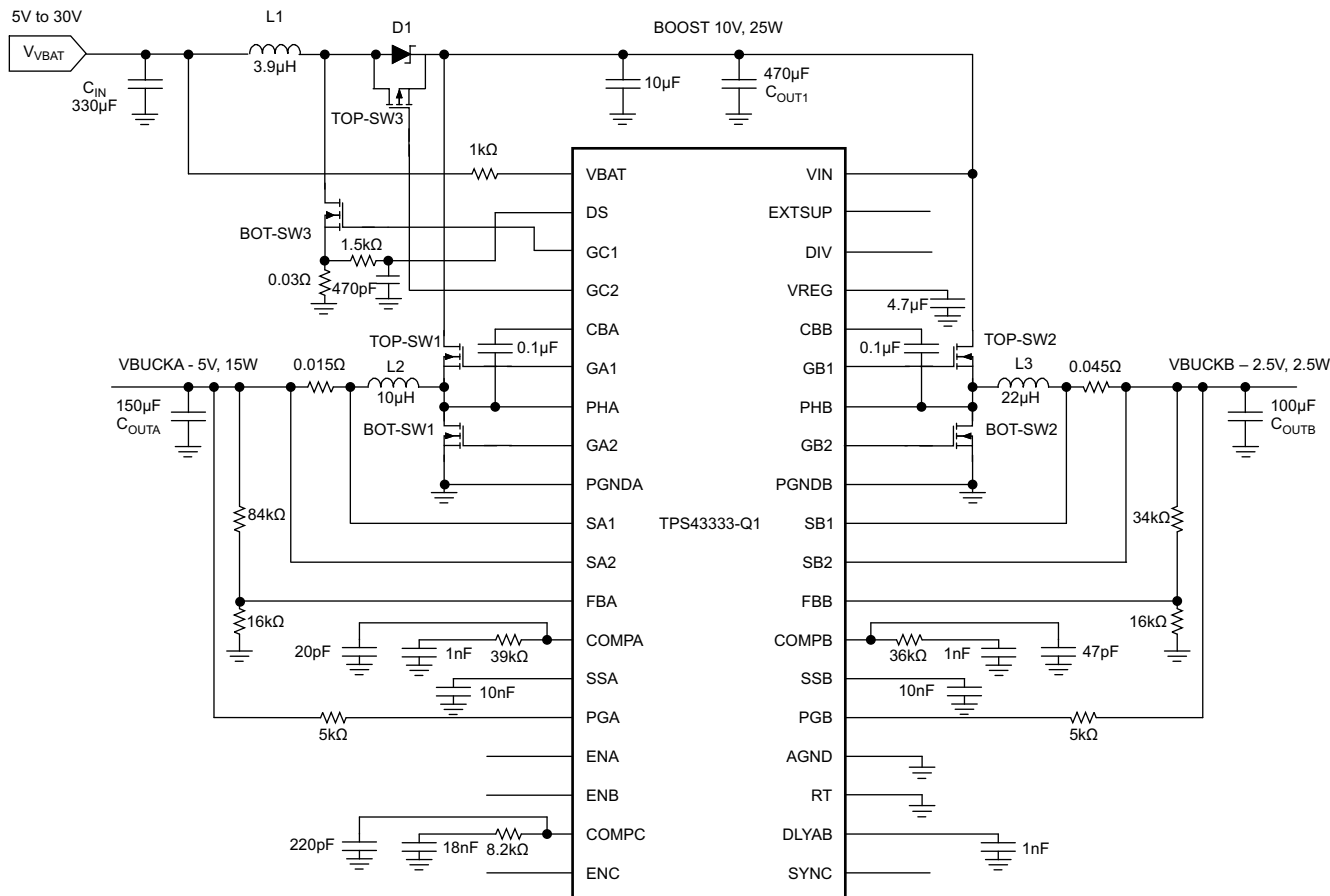 5V to 30V
L1
D1
BOOST 10V, 25W
V_VBAT
3.9µH
C_IN
330µF
10µF
470µF
C_OUT1
TOP-SW3
1kΩ
VBAT
VIN
DS
EXTSUP
BOT-SW3
1.5kΩ
GC1
DIV
0.03Ω
470pF
GC2
VREG
4.7µF
CBA
CBB
TOP-SW1
0.1µF
0.1µF
TOP-SW2
VBUCKA - 5V, 15W
0.015Ω
L2
GA1
GB1
L3
0.045Ω
VBUCKB – 2.5V, 2.5W
150µF
C_OUTA
10µH
PHA
PHB
22µH
100µF
C_OUTB
BOT-SW1
GA2
GB2
BOT-SW2
PGNDA
PGNDB
84kΩ
SA1
TPS43333-Q1
SB1
34kΩ
SA2
SB2
16kΩ
FBA
FBB
16kΩ
20pF
1nF
39kΩ
COMPA
COMPB
36kΩ
1nF
47pF
10nF
SSA
SSB
10nF
5kΩ
PGA
PGB
5kΩ
ENA
AGND
ENB
RT
220pF
18nF
8.2kΩ
COMPC
DLYAB
1nF
ENC
SYNC